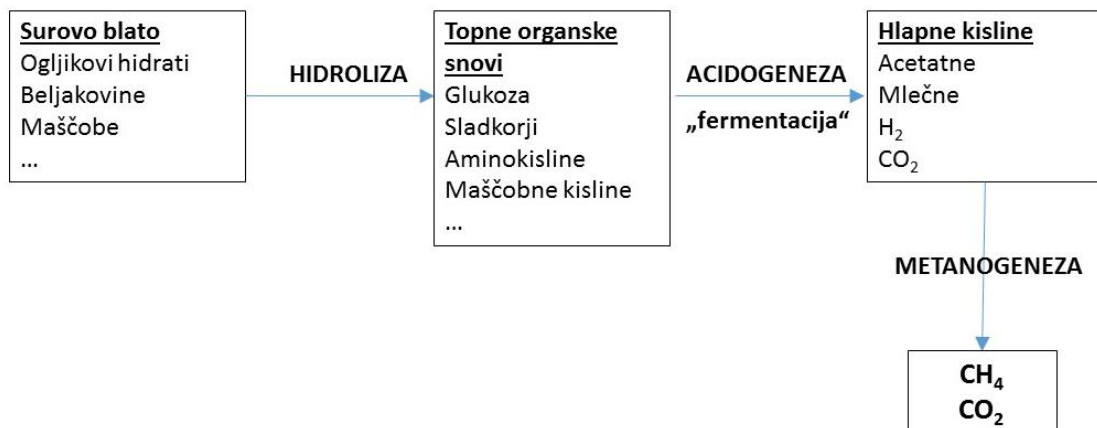 Surovo blato
Ogljikovi hidrati
Beljakovine
Maščobe
...
HIDROLIZA
Topne organske
snovi
Glukoza
Sladkorji
Aminokisline
Maščobne kisline
...
ACIDOGENEZA
„fermentacija“
Hlapne kisline
Acetatne
Mlečne
H₂
CO₂
METANOGENEZA
CH₄
CO₂